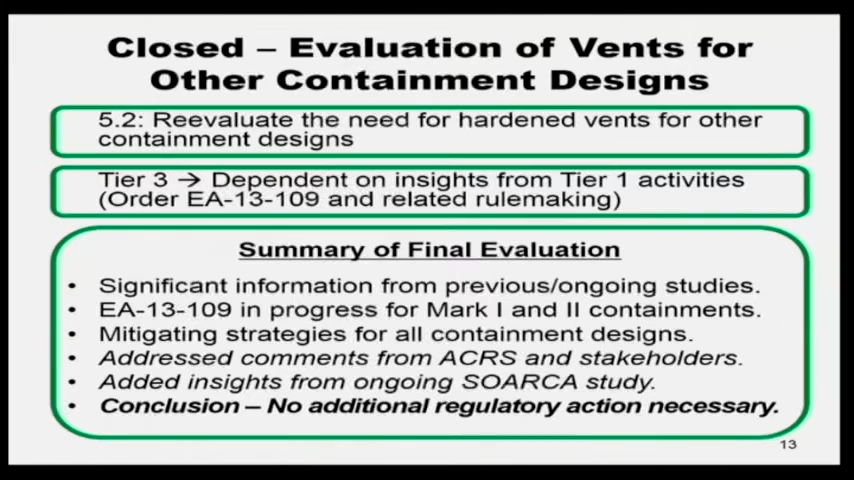 Closed – Evaluation of Vents for
Other Containment Designs
5.2: Reevaluate the need for hardened vents for other
containment designs
Tier 3 → Dependent on insights from Tier 1 activities
(Order EA-13-109 and related rulemaking)
Summary of Final Evaluation
• Significant information from previous/ongoing studies.
• EA-13-109 in progress for Mark I and II containments.
• Mitigating strategies for all containment designs.
• Addressed comments from ACRS and stakeholders.
• Added insights from ongoing SOARCA study.
• Conclusion – No additional regulatory action necessary.
13